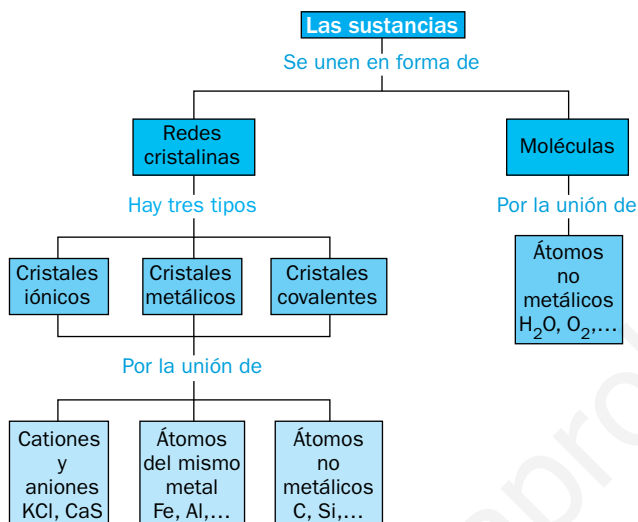 Las sustancias
Se unen en forma de
Redes
cristalinas
Moléculas
Hay tres tipos
Por la unión de
Cristales
iónicos
Cristales
metálicos
Cristales
covalentes
Átomos
no
metálicos
H₂O, O₂,...
Por la unión de
Cationes
y
aniones
KCl, CaS
Átomos
del mismo
metal
Fe, Al,...
Átomos
no
metálicos
C, Si,...